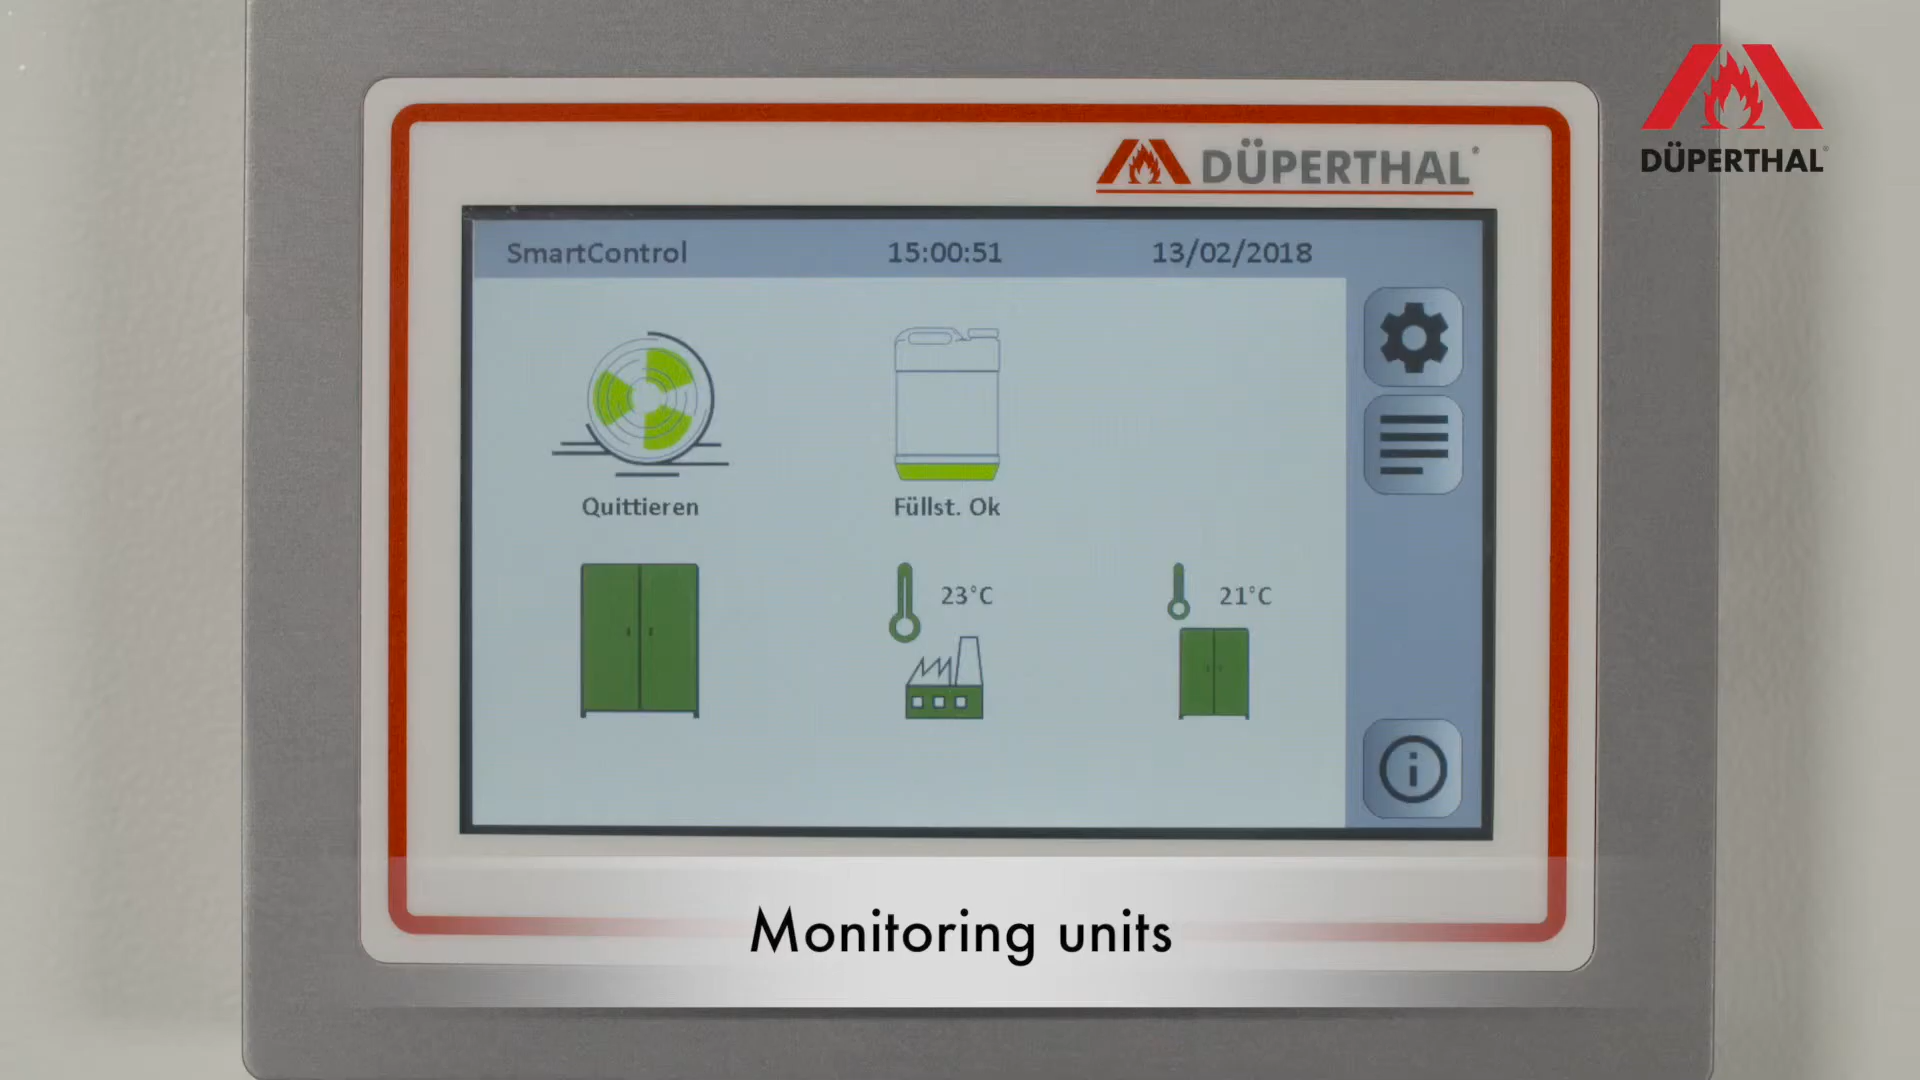 DÜPERTHAL®
DÜPERTHAL®
SmartControl 15:00:51 13/02/2018
Quittieren Füllst. Ok
23°C 21°C
Monitoring units